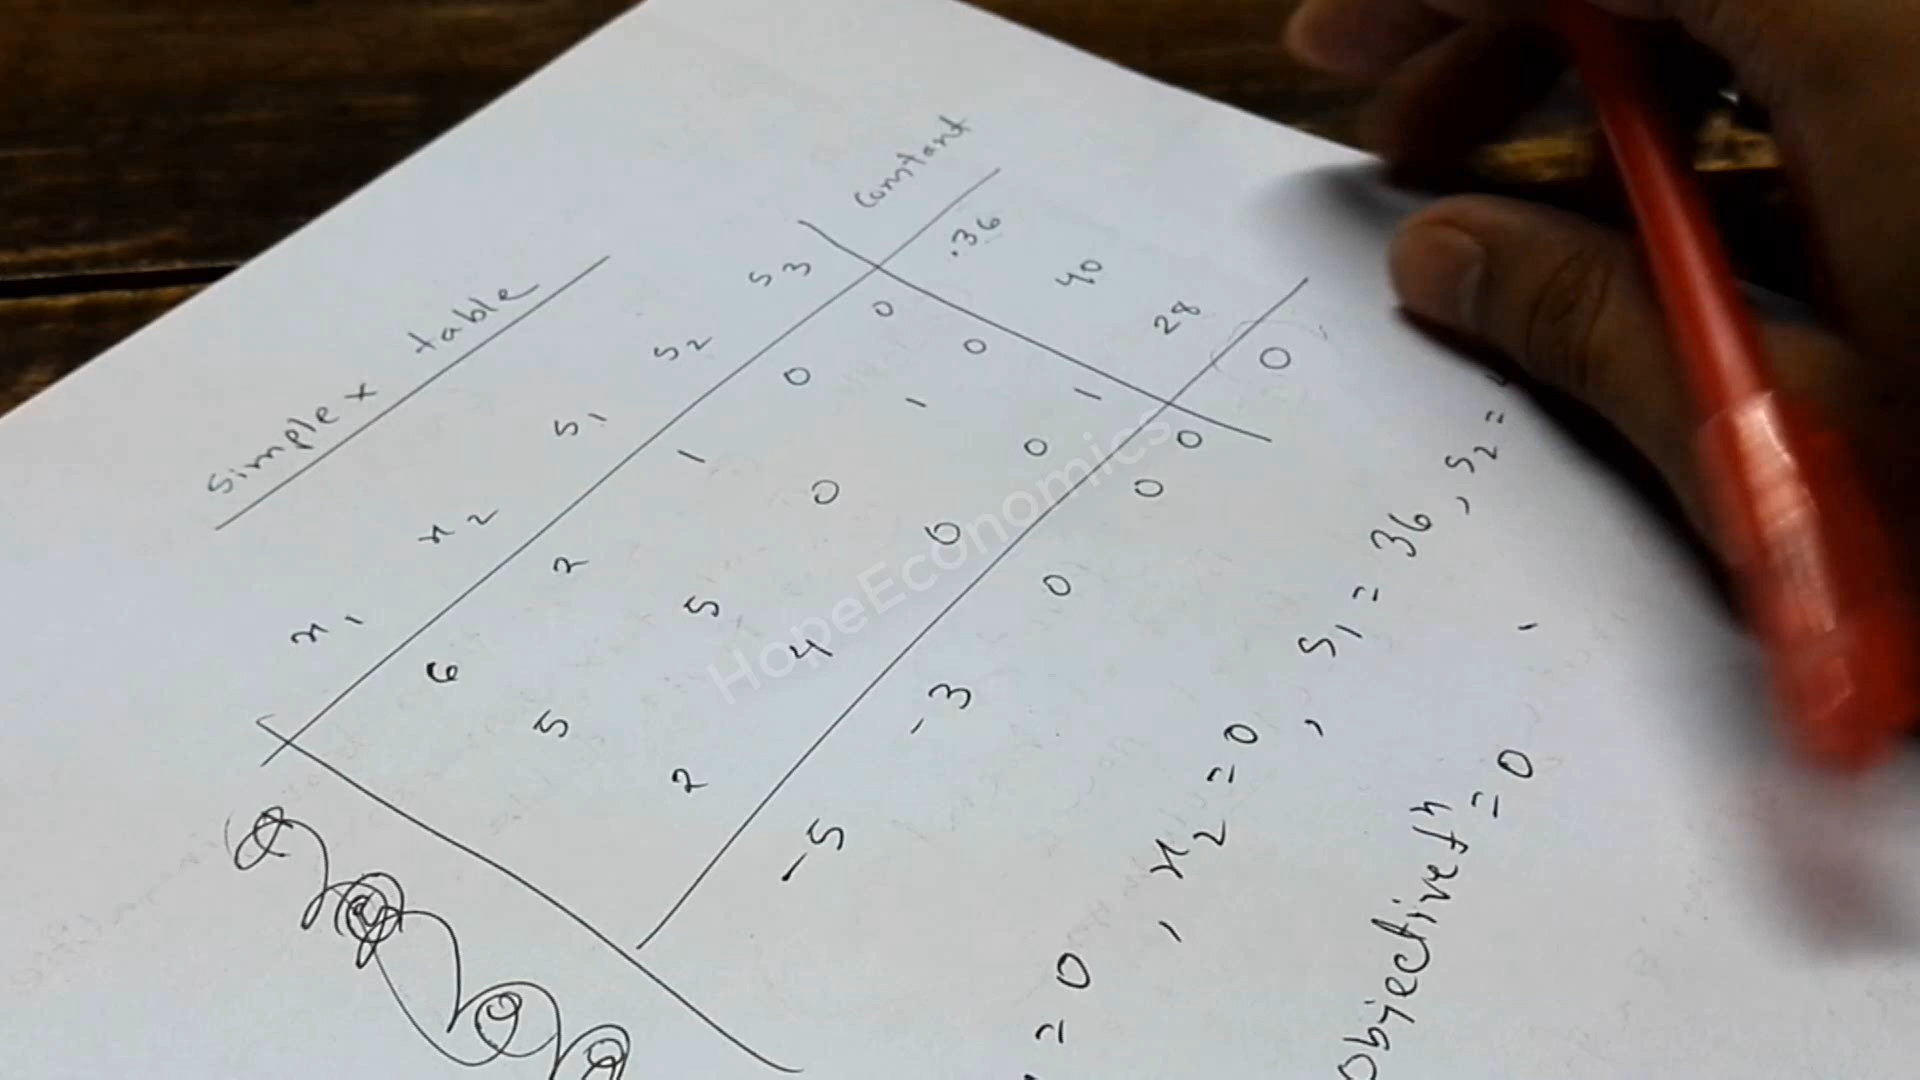 simplex table
x1 x2 s1 s2 s3 constant
6 2 1 0 0 36
5 5 0 1 0 40
2 4 0 0 1 28
-5 -3 0 0 0 0
= 0, x2 = 0, s1 = 36, s2 =
objective fn = 0,
HopeEconomics